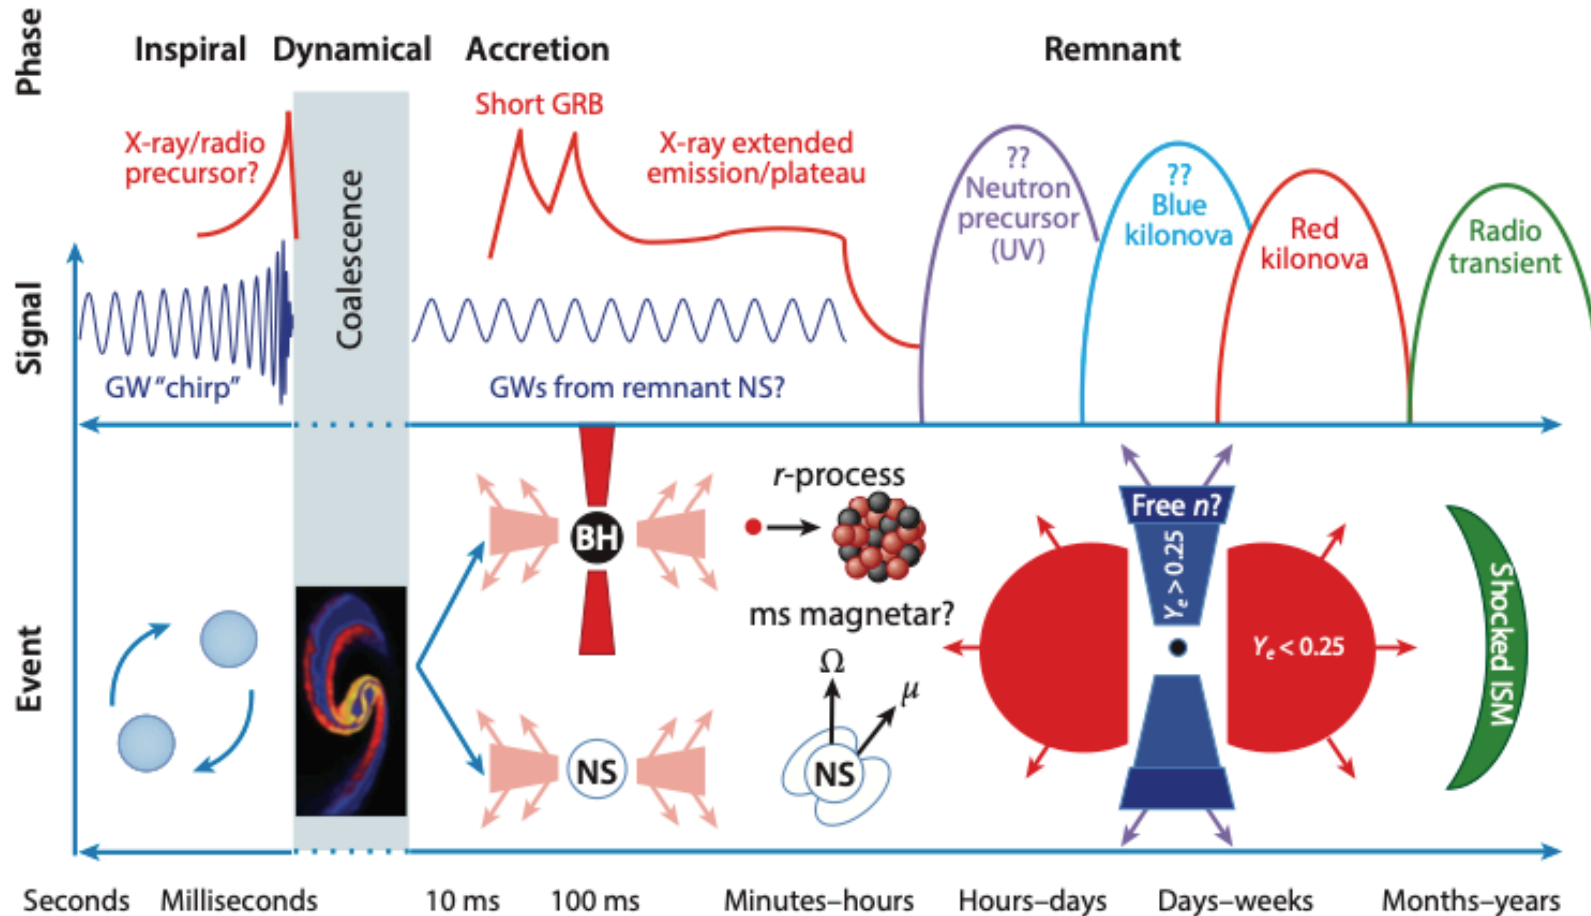 Phase
Inspiral
Dynamical
Accretion
Remnant
Signal
X-ray/radio
precursor?
GW “chirp”
Coalescence
Short GRB
X-ray extended
emission/plateau
GWs from remnant NS?
??
Neutron
precursor
(UV)
??
Blue
kilonova
Red
kilonova
Radio
transient
Event
BH
NS
r-process
ms magnetar?
Ω
μ
NS
Free n?
Ye > 0.25
Ye < 0.25
Shocked ISM
Seconds
Milliseconds
10 ms
100 ms
Minutes–hours
Hours–days
Days–weeks
Months–years